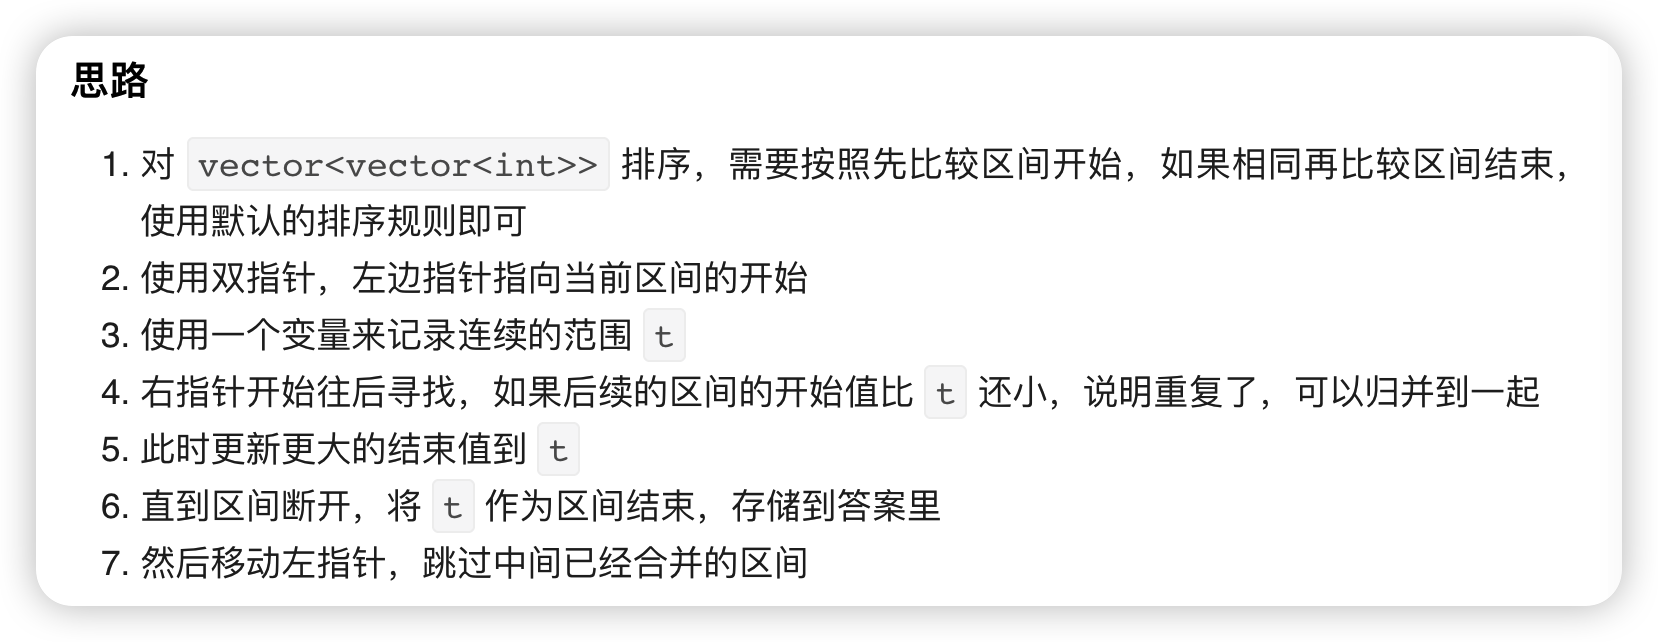 思路
1. 对 vector<vector<int>> 排序，需要按照先比较区间开始，如果相同再比较区间结束，
使用默认的排序规则即可
2. 使用双指针，左边指针指向当前区间的开始
3. 使用一个变量来记录连续的范围 t
4. 右指针开始往后寻找，如果后续的区间的开始值比 t 还小，说明重复了，可以归并到一起
5. 此时更新更大的结束值到 t
6. 直到区间断开，将 t 作为区间结束，存储到答案里
7. 然后移动左指针，跳过中间已经合并的区间